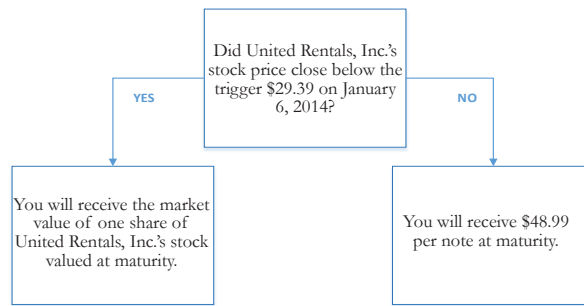 Did United Rentals, Inc.'s
stock price close below the
trigger $29.39 on January
6, 2014?
YES
NO
You will receive the market
value of one share of
United Rentals, Inc.'s stock
valued at maturity.
You will receive $48.99
per note at maturity.